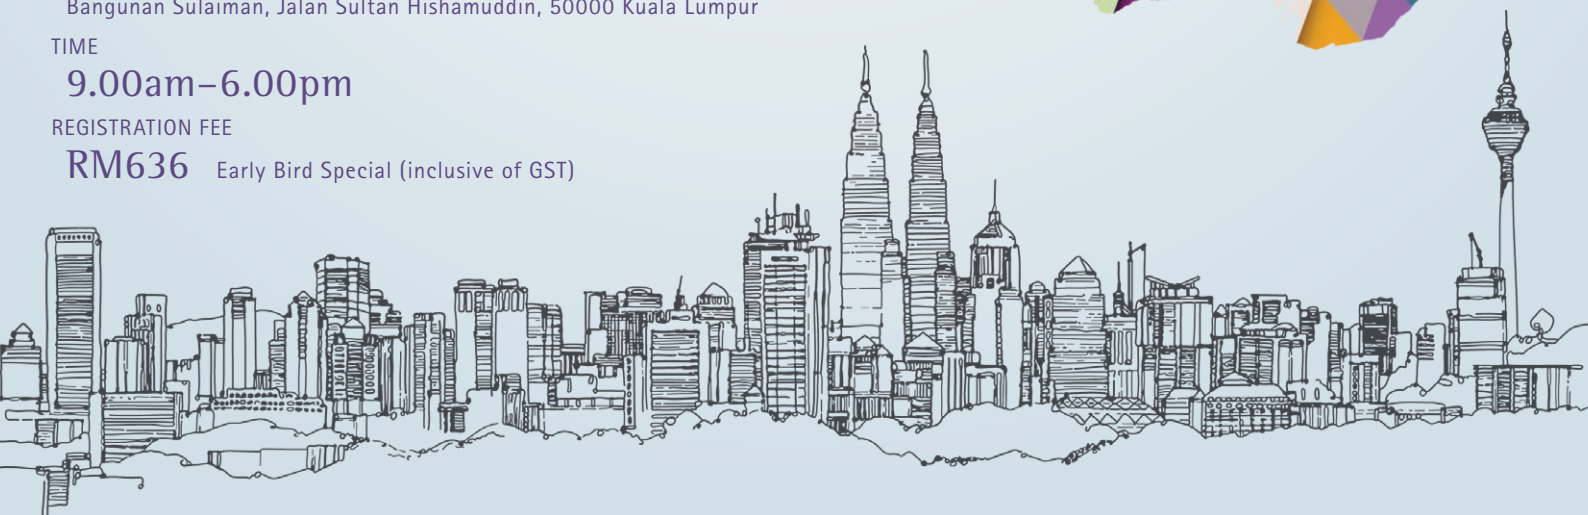 Bangunan Sulaiman, Jalan Sultan Hishamuddin, 50000 Kuala Lumpur
TIME
9.00am–6.00pm
REGISTRATION FEE
RM636 Early Bird Special (inclusive of GST)